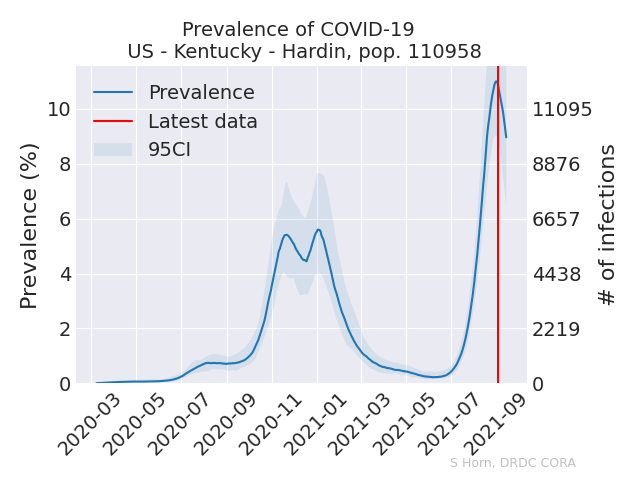 Prevalence of COVID-19
US - Kentucky - Hardin, pop. 110958
Prevalence
Latest data
95CI
Prevalence (%)
10
8
6
4
2
0
11095
8876
6657
4438
2219
0
# of infections
2020-03
2020-05
2020-07
2020-09
2020-11
2021-01
2021-03
2021-05
2021-07
2021-09
S Horn, DRDC CORA